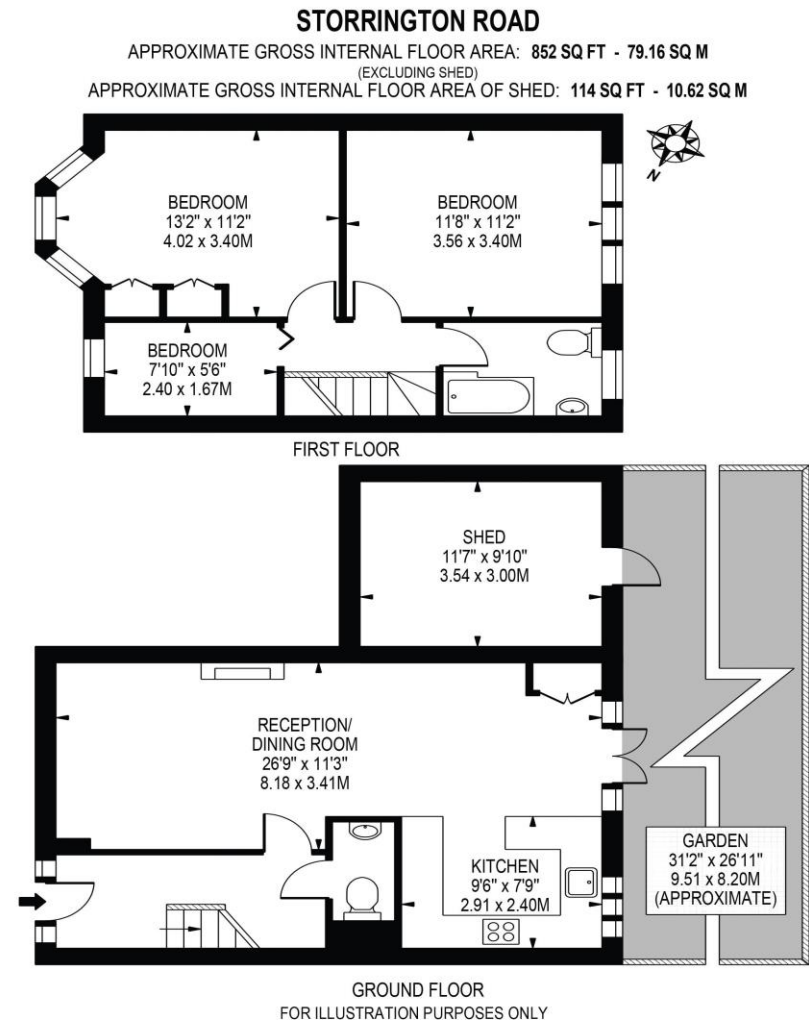 STORRINGTON ROAD
APPROXIMATE GROSS INTERNAL FLOOR AREA: 852 SQ FT - 79.16 SQ M
(EXCLUDING SHED)
APPROXIMATE GROSS INTERNAL FLOOR AREA OF SHED: 114 SQ FT - 10.62 SQ M
N
BEDROOM
13'2" x 11'2"
4.02 x 3.40M
BEDROOM
11'8" x 11'2"
3.56 x 3.40M
BEDROOM
7'10" x 5'6"
2.40 x 1.67M
FIRST FLOOR
SHED
11'7" x 9'10"
3.54 x 3.00M
RECEPTION/
DINING ROOM
26'9" x 11'3"
8.18 x 3.41M
KITCHEN
9'6" x 7'9"
2.91 x 2.40M
GARDEN
31'2" x 26'11"
9.51 x 8.20M
(APPROXIMATE)
GROUND FLOOR
FOR ILLUSTRATION PURPOSES ONLY